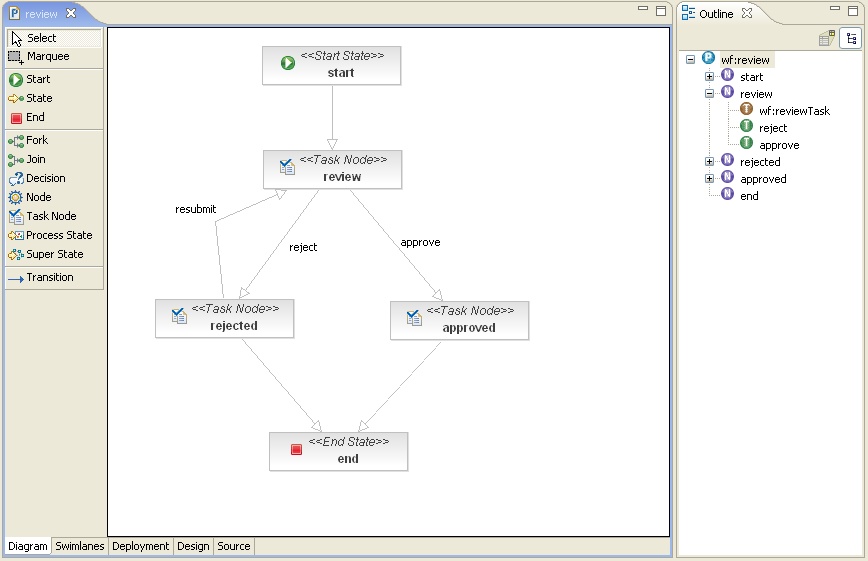 review
Select
Marquee
Start
State
End
Fork
Join
Decision
Node
Task Node
Process State
Super State
Transition
<<Start State>>
start
<<Task Node>>
review
resubmit
reject
approve
<<Task Node>>
rejected
<<Task Node>>
approved
<<End State>>
end
Diagram Swimlanes Deployment Design Source
Outline
wf:review
start
review
wf:reviewTask
reject
approve
rejected
approved
end